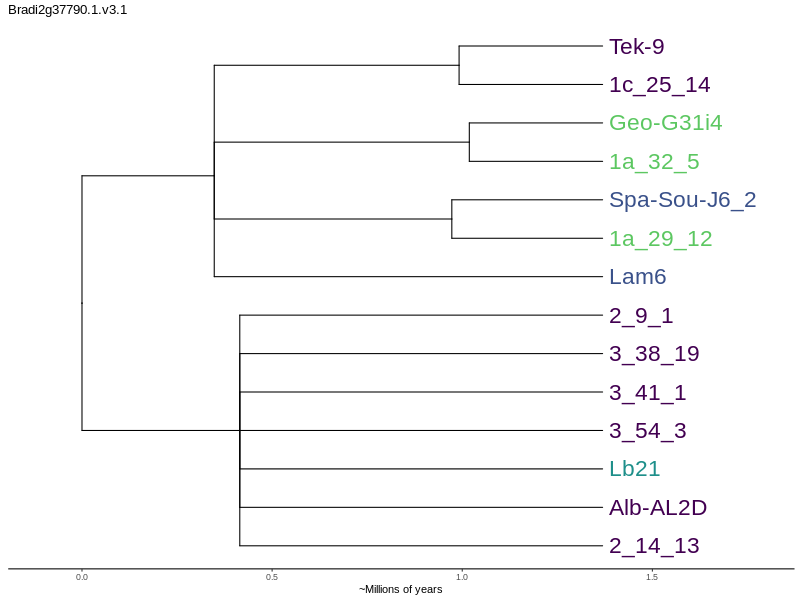 Bradi2g37790.1.v3.1
Tek-9
1c_25_14
Geo-G31i4
1a_32_5
Spa-Sou-J6_2
1a_29_12
Lam6
2_9_1
3_38_19
3_41_1
3_54_3
Lb21
Alb-AL2D
2_14_13
0.0 0.5 1.0 1.5
~Millions of years